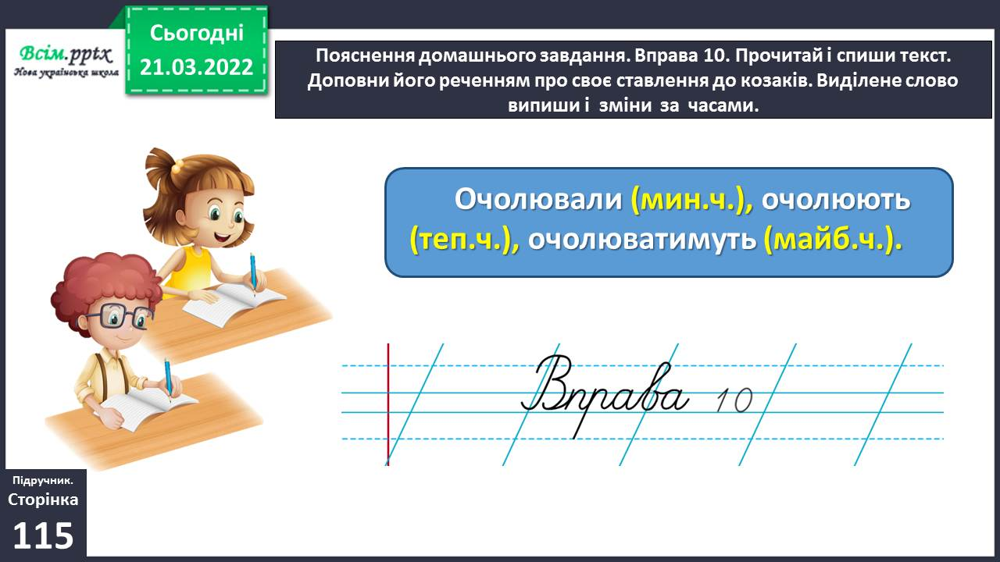 Всім.pptx
Нова українська школа
Сьогодні
21.03.2022
Пояснення домашнього завдання. Вправа 10. Прочитай і спиши текст.
Доповни його реченням про своє ставлення до козаків. Виділене слово
випиши і зміни за часами.
Очолювали (мин.ч.), очолюють
(теп.ч.), очолюватимуть (майб.ч.).
Вправа 10
Підручник.
Сторінка
115